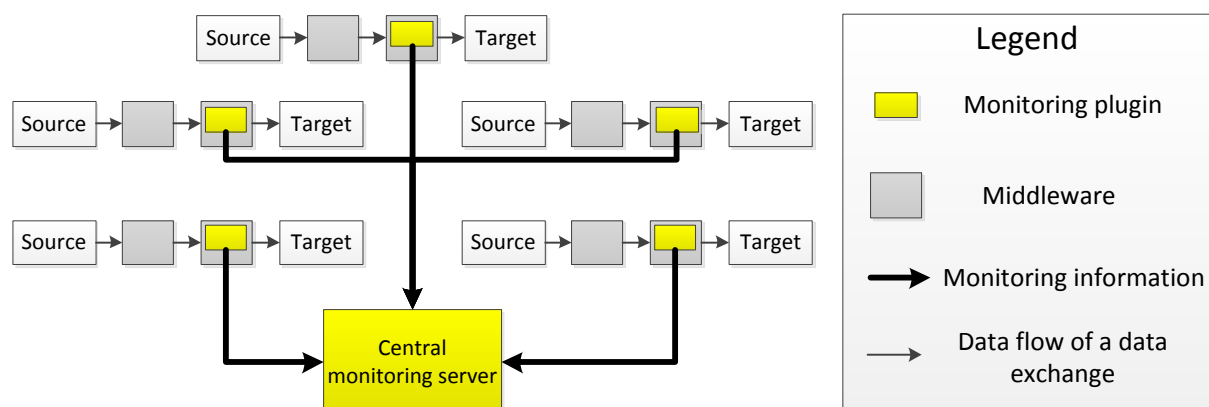 Source
Target
Source
Target
Source
Target
Source
Target
Source
Target
Central
monitoring server
Legend
Monitoring plugin
Middleware
Monitoring information
Data flow of a data
exchange